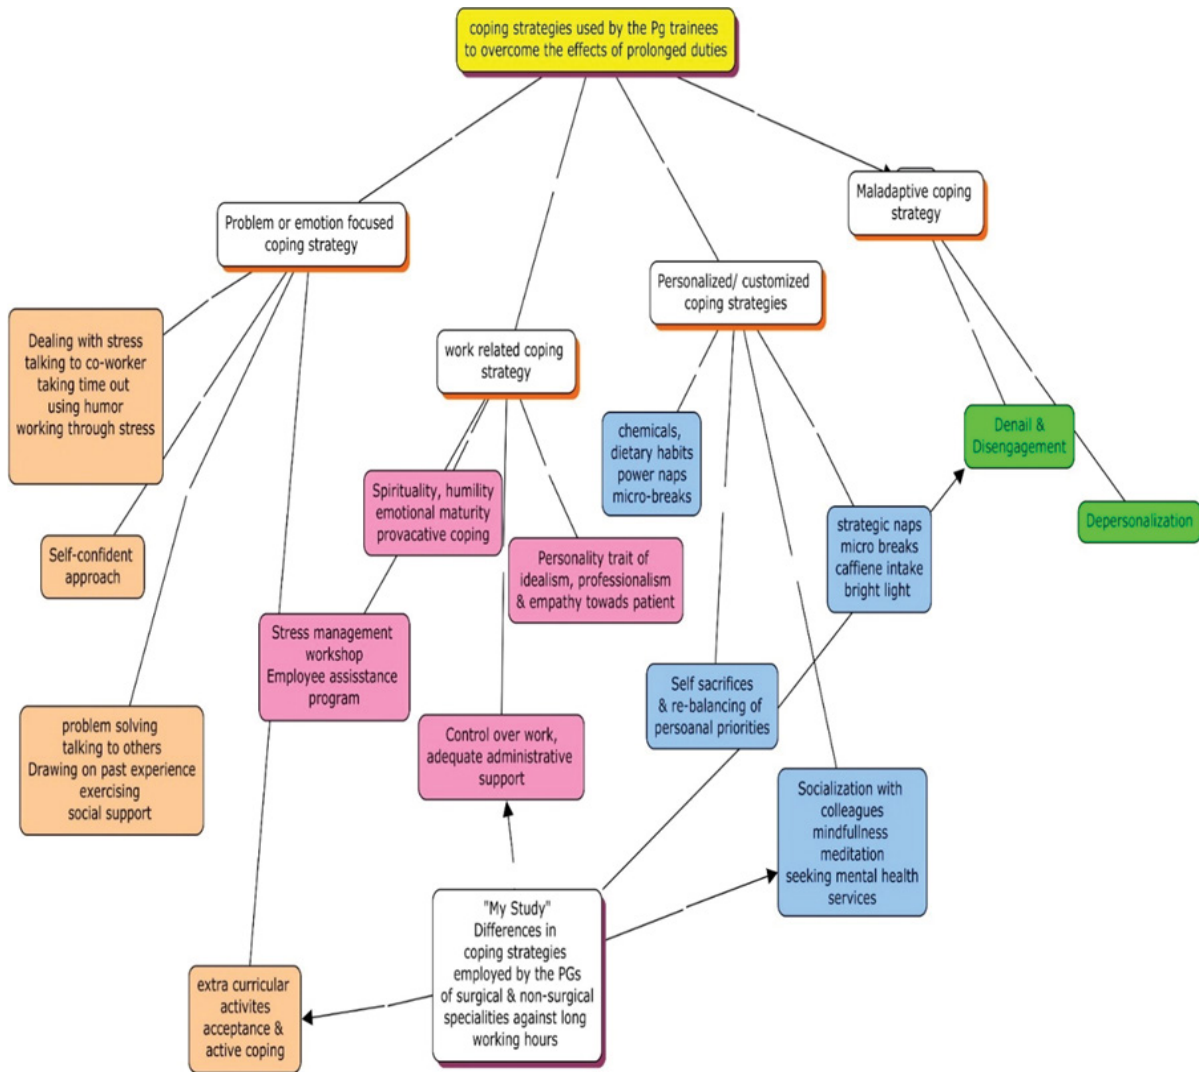 coping strategies used by the Pg trainees
to overcome the effects of prolonged duties
Problem or emotion focused
coping strategy
Maladaptive coping
strategy
Personalized/ customized
coping strategies
work related coping
strategy
Dealing with stress
talking to co-worker
taking time out
using humor
working through stress
Self-confident
approach
problem solving
talking to others
Drawing on past experience
exercising
social support
extra curricular
activites
acceptance &
active coping
Spirituality, humility
emotional maturity
provacative coping
Personality trait of
idealism, professionalism
& empathy towads patient
Stress management
workshop
Employee assisstance
program
Control over work,
adequate administrative
support
chemicals,
dietary habits
power naps
micro-breaks
strategic naps
micro breaks
caffiene intake
bright light
Self sacrifices
& re-balancing of
persoanal priorities
Socialization with
colleagues
mindfullness
meditation
seeking mental health
services
Denail &
Disengagement
Depersonalization
"My Study"
Differences in
coping strategies
employed by the PGs
of surgical & non-surgical
specialities against long
working hours